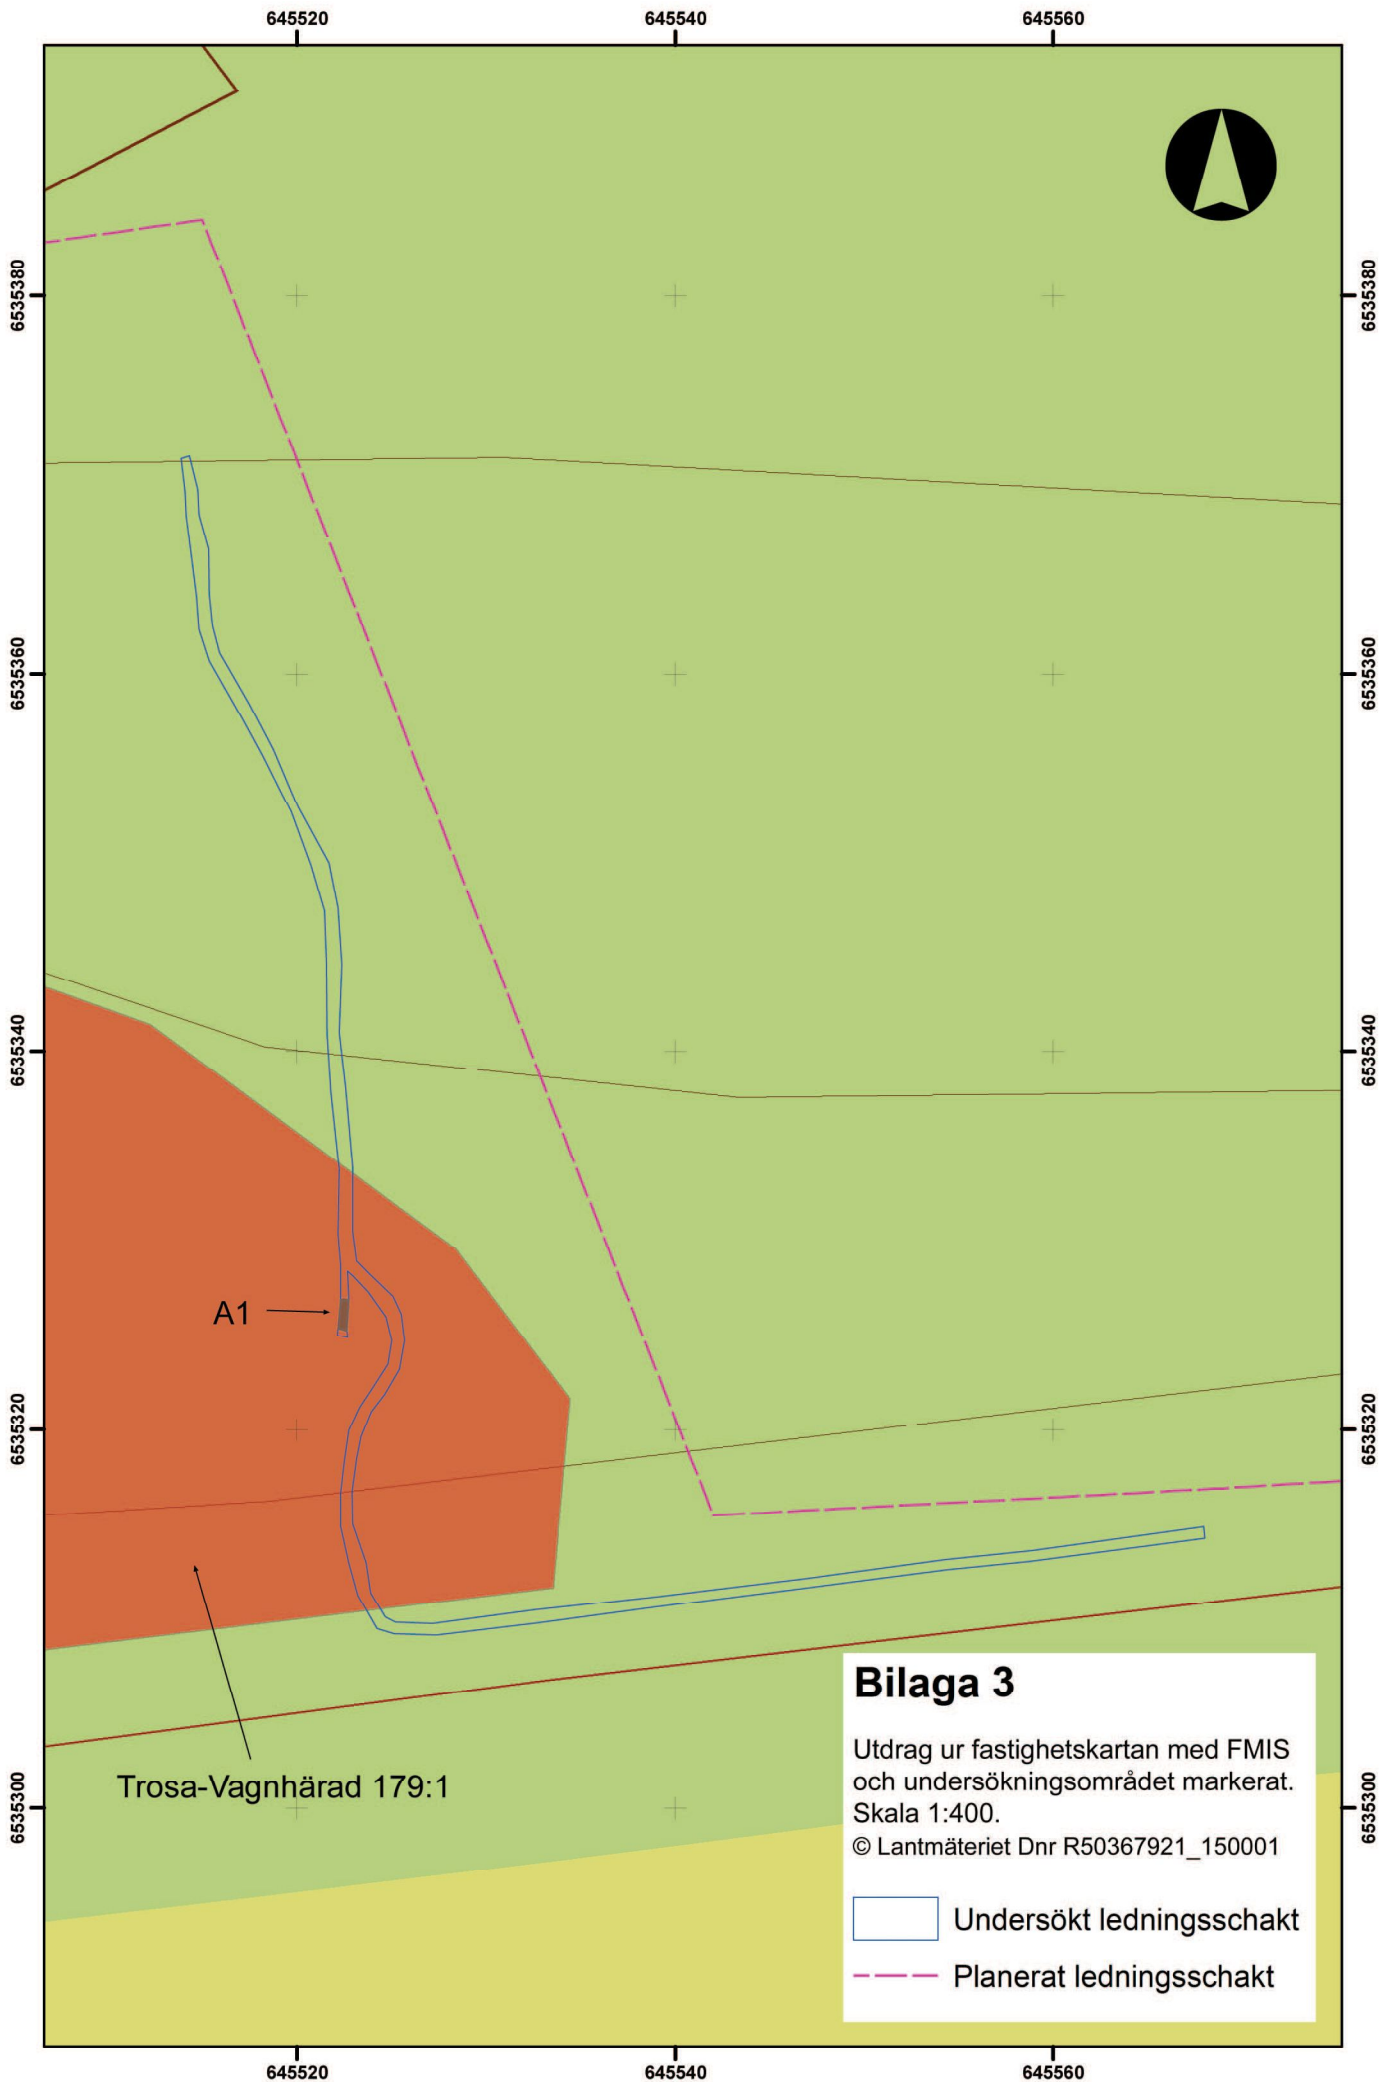 645520
645540
645560
6535380
6535380
6535360
6535360
6535340
6535340
A1
6535320
6535320
Trosa-Vagnhärad 179:1
6535300
6535300
Bilaga 3
Utdrag ur fastighetskartan med FMIS
och undersökningsområdet markerat.
Skala 1:400.
© Lantmäteriet Dnr R50367921_150001
Undersökt ledningsschakt
Planerat ledningsschakt
645520
645540
645560